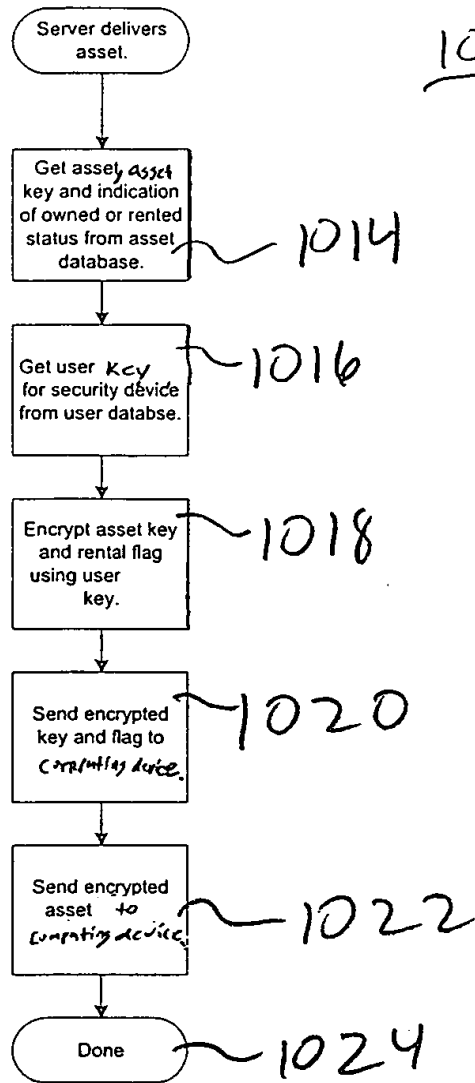 Server delivers
asset.
10
Get asset, asset
key and indication
of owned or rented
status from asset
database.
1014
Get user Key
for security device
from user databse.
1016
Encrypt asset key
and rental flag
using user
key.
1018
Send encrypted
key and flag to
computing device.
1020
Send encrypted
asset to
computing device.
1022
Done
1024